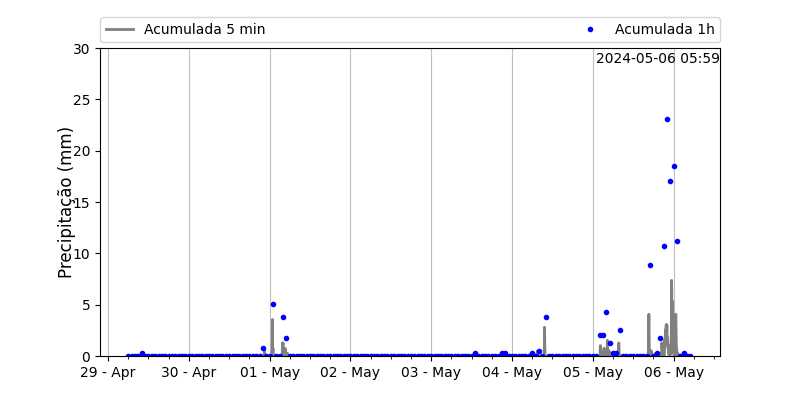 Acumulada 5 min
Acumulada 1h
2024-05-06 05:59
Precipitação (mm)
30
25
20
15
10
5
0
29 - Apr
30 - Apr
01 - May
02 - May
03 - May
04 - May
05 - May
06 - May